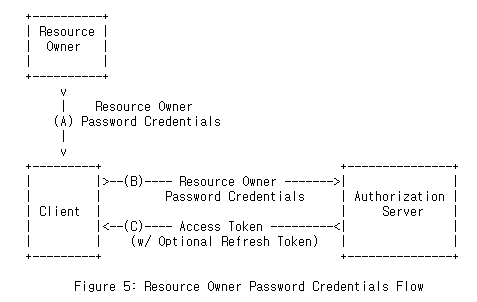 +----------+
| Resource |
|  Owner   |
|          |
+----------+
     v
     |    Resource Owner
    (A) Password Credentials
     |
     v
+---------+                                  +---------------+
|         |>--(B)---- Resource Owner ------->|               |
|         |         Password Credentials     | Authorization |
| Client  |                                  |     Server    |
|         |<--(C)---- Access Token ---------<|               |
|         |    (w/ Optional Refresh Token)   |               |
+---------+                                  +---------------+
Figure 5: Resource Owner Password Credentials Flow